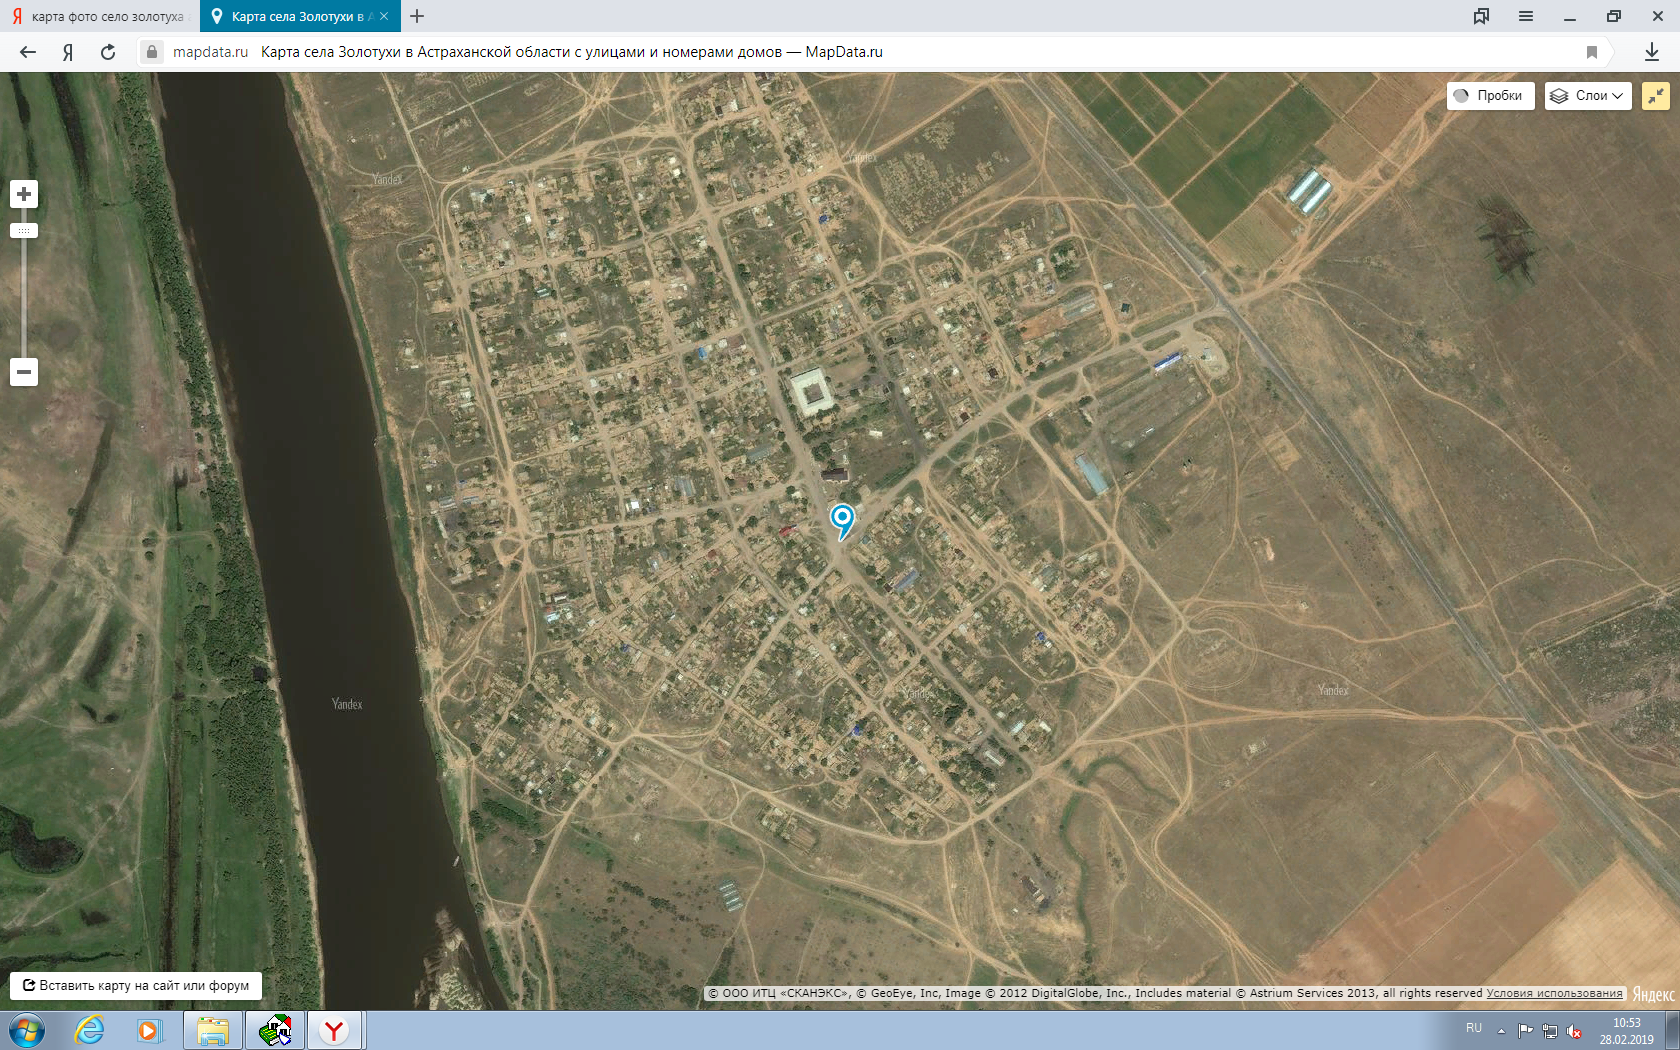 Я карта фото село золотуха
Карта села Золотухи в А
Я mapdata.ru Карта села Золотухи в Астраханской области с улицами и номерами домов — MapData.ru
Пробки
Слои
Yandex
Yandex
Yandex
Yandex
Yandex
Вставить карту на сайт или форум
© ООО ИТЦ «СКАНЭКС», © GeoEye, Inc, Image © 2012 DigitalGlobe, Inc., Includes material © Astrium Services 2013, all rights reserved Условия использования
Яндекс
RU
10:53
28.02.2019